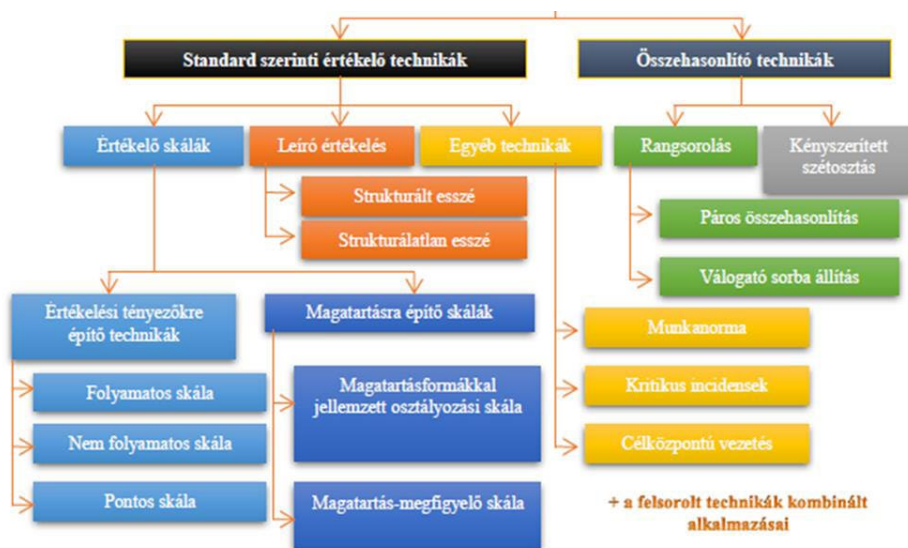 Standard szerinti értékelő technikák
Összehasonlító technikák
Értékelő skálák
Leíró értékelés
Egyéb technikák
Rangsorolás
Kényszerített
szétosztás
Strukturált esszé
Strukturálatlan esszé
Páros összehasonlítás
Válogató sorba állítás
Értékelési tényezőkre
építő technikák
Magatartásra építő skálák
Munkanorma
Folyamatos skála
Magatartásformákkal
jellemzett osztályozási skála
Kritikus incidensek
Nem folyamatos skála
Célközpontú vezetés
Pontos skála
Magatartás-megfigyelő skála
+ a felsorolt technikák kombinált
alkalmazásai